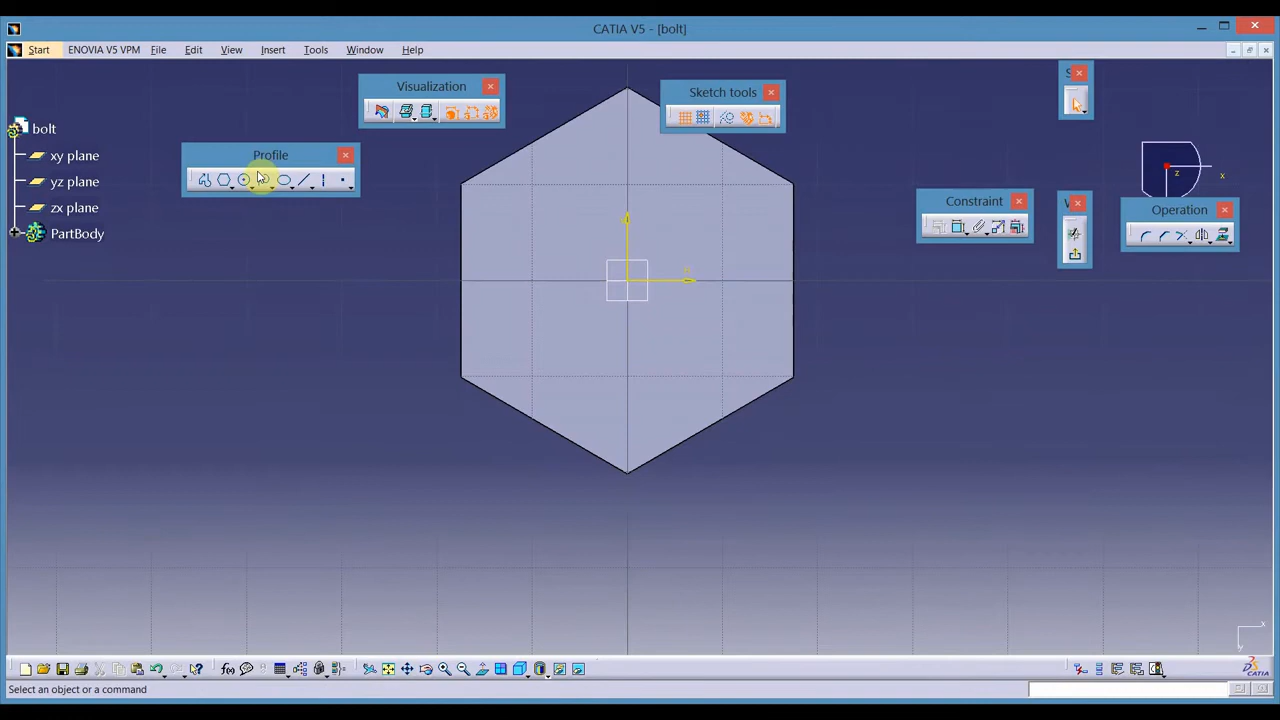 CATIA V5 - [bolt]
Start ENOVIA V5 VPM File Edit View Insert Tools Window Help
Visualization
Sketch tools
S
bolt
xy plane
yz plane
zx plane
PartBody
Profile
Constraint
Operation
z
x
f(x)
x
y
CATIA
Select an object or a command